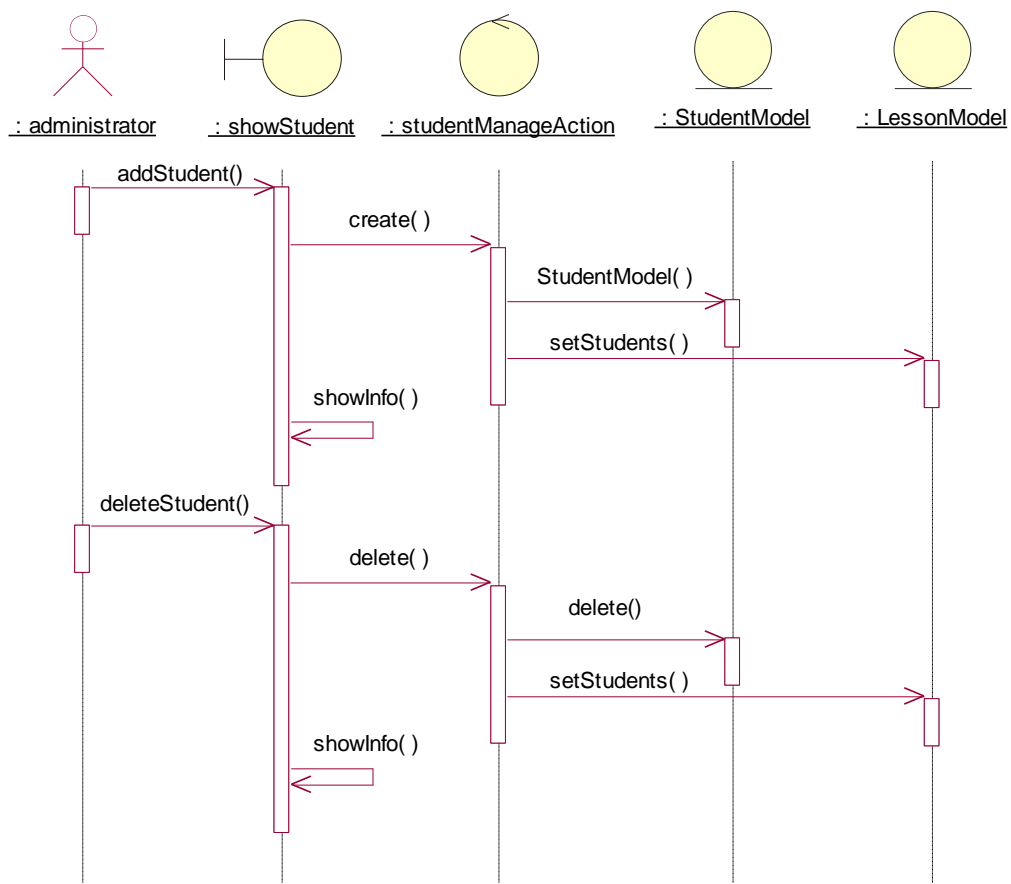 : administrator
: showStudent
: studentManageAction
: StudentModel
: LessonModel
addStudent()
create( )
StudentModel( )
setStudents( )
showInfo( )
deleteStudent()
delete( )
delete()
setStudents( )
showInfo( )